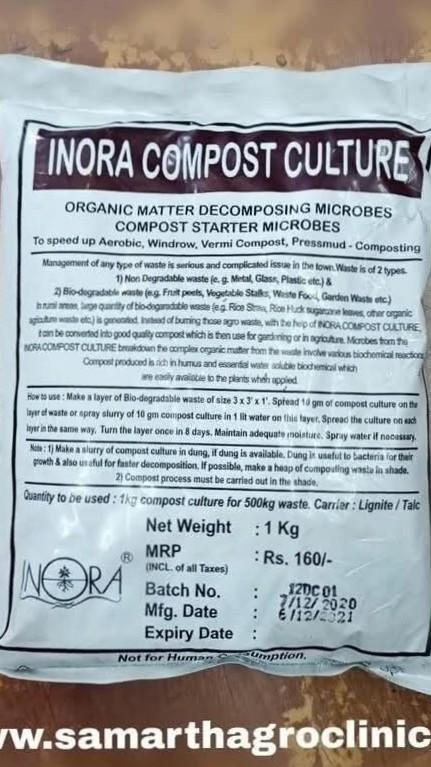 INORA COMPOST CULTURE
ORGANIC MATTER DECOMPOSING MICROBES
COMPOST STARTER MICROBES
To speed up Aerobic, Windrow, Vermi Compost, Pressmud - Composting
Management of any type of waste is serious and complicated issue in the town. Waste is of 2 types.
1) Non Degradable waste (e. g. Metal, Glass, Plastic etc.) &
2) Bio-degradable waste (e.g. Fruit peels, Vegetable Stalks, Waste Food, Garden Waste etc.)
In rural areas, large quantity of bio-degradable waste (e.g. Rice Straw, Rice Husk sugarcane leaves, other organic
agriculture waste etc.) is generated. Instead of burning those agro waste, with the help of INORA COMPOST CULTURE,
it can be converted into good quality compost which is then use for gardening or in agriculture. Microbes from the
INORA COMPOST CULTURE breakdown the complex organic matter from the waste involve various biochemical reactions
Compost produced is rich in humus and essential water soluble biochemical which
are easily available to the plants when applied.
How to use : Make a layer of Bio-degradable waste of size 3 x 3' x 1'. Spread 10 gm of compost culture on the
layer of waste or spray slurry of 10 gm compost culture in 1 lit water on this layer. Spread the culture on each
layer in the same way. Turn the layer once in 8 days. Maintain adequate moisture. Spray water if necessary.
Note : 1) Make a slurry of compost culture in dung, if dung is available. Dung is useful to bacteria for their
growth & also useful for faster decomposition. If possible, make a heap of composting waste in shade.
2) Compost process must be carried out in the shade.
Quantity to be used : 1kg compost culture for 500kg waste. Carrier : Lignite / Talc
Net Weight : 1 Kg
MRP : Rs. 160/-
(INCL. of all Taxes)
INORA ®
Batch No. : 12DC01
Mfg. Date : 7/12/2020
Expiry Date : 6/12/2021
Not for Human Consumption.
w.samarthagroclinic